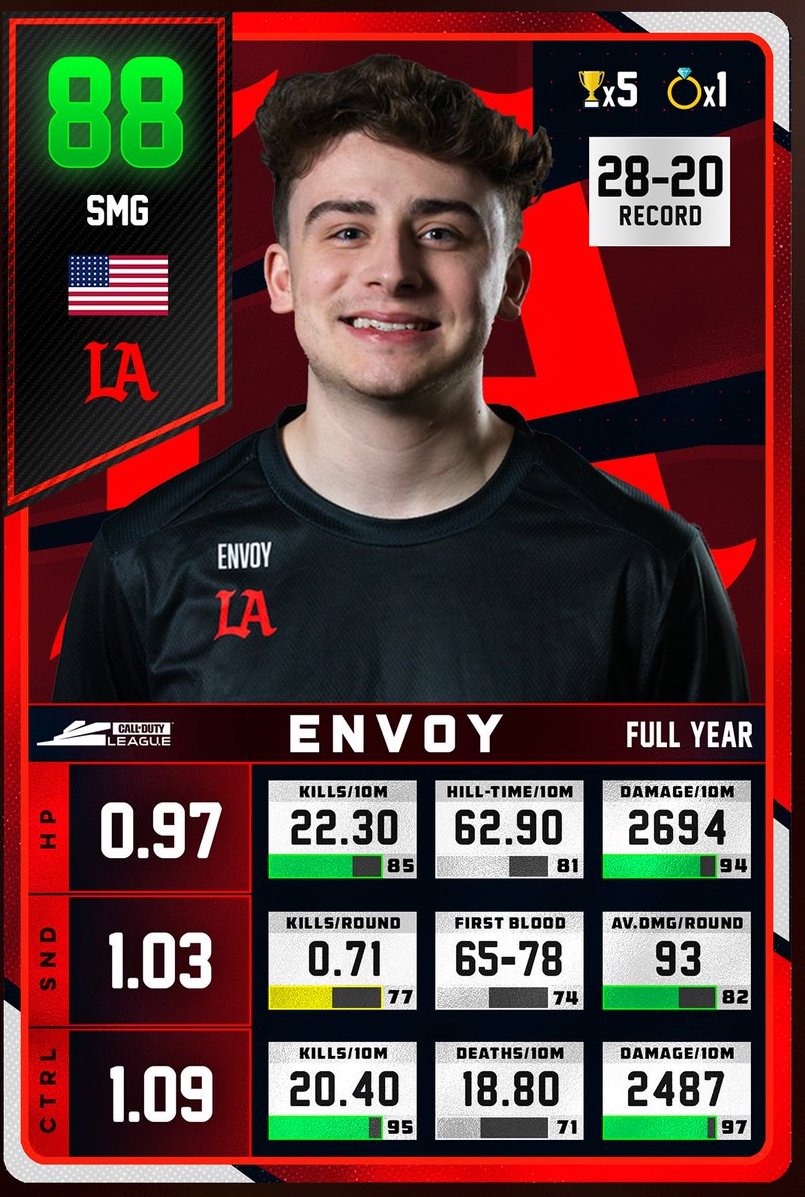 88
SMG
LA
x5
x1
28-20
RECORD
ENVOY
LA
CALL OF DUTY
LEAGUE
ENVOY
FULL YEAR
HP
0.97
KILLS/10M
22.30
85
HILL-TIME/10M
62.90
81
DAMAGE/10M
2694
94
SND
1.03
KILLS/ROUND
0.71
77
FIRST BLOOD
65-78
74
AV.DMG/ROUND
93
82
CTRL
1.09
KILLS/10M
20.40
95
DEATHS/10M
18.80
71
DAMAGE/10M
2487
97